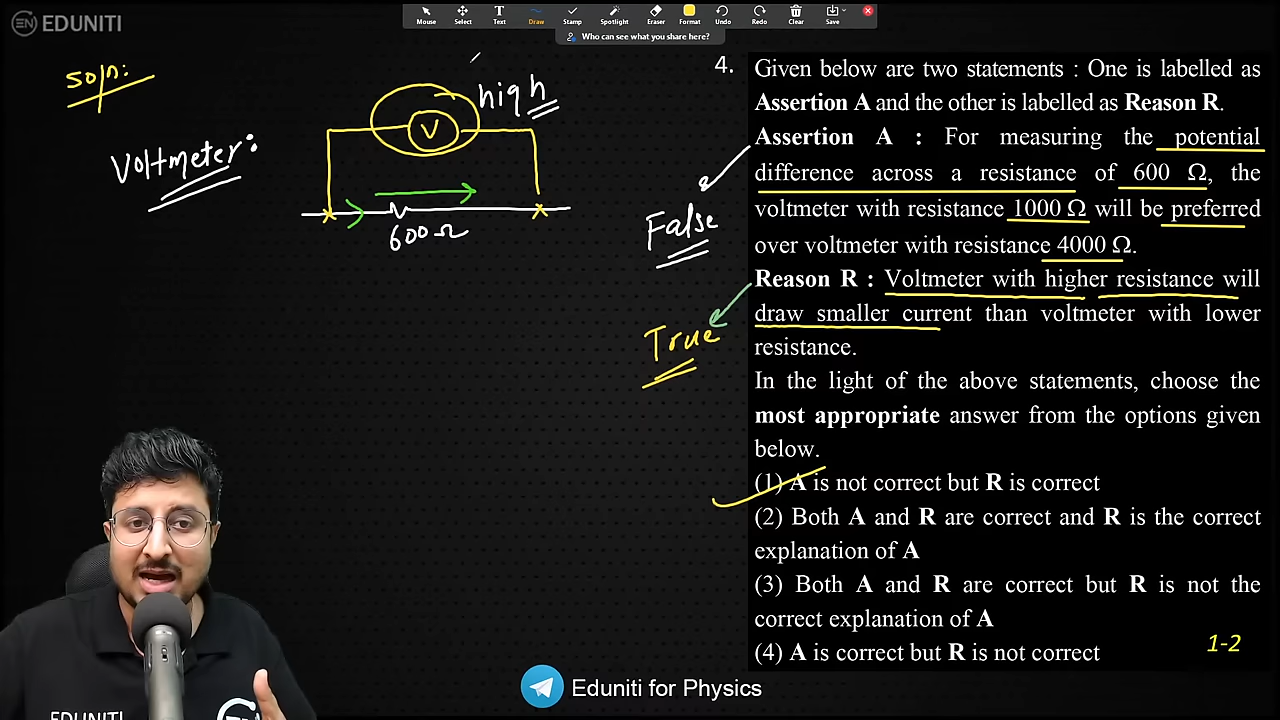 EN EDUNITI
Mouse Select Text Draw Stamp Spotlight Eraser Format Undo Redo Clear Save
Who can see what you share here?
Soln:
Voltmeter:
high
V
600 Ω
False
True
4. Given below are two statements : One is labelled as
Assertion A and the other is labelled as Reason R.
Assertion A : For measuring the potential
difference across a resistance of 600 Ω, the
voltmeter with resistance 1000 Ω will be preferred
over voltmeter with resistance 4000 Ω.
Reason R : Voltmeter with higher resistance will
draw smaller current than voltmeter with lower
resistance.
In the light of the above statements, choose the
most appropriate answer from the options given
below.
(1) A is not correct but R is correct
(2) Both A and R are correct and R is the correct
explanation of A
(3) Both A and R are correct but R is not the
correct explanation of A
(4) A is correct but R is not correct
1-2
Eduniti for Physics
EDUNITI